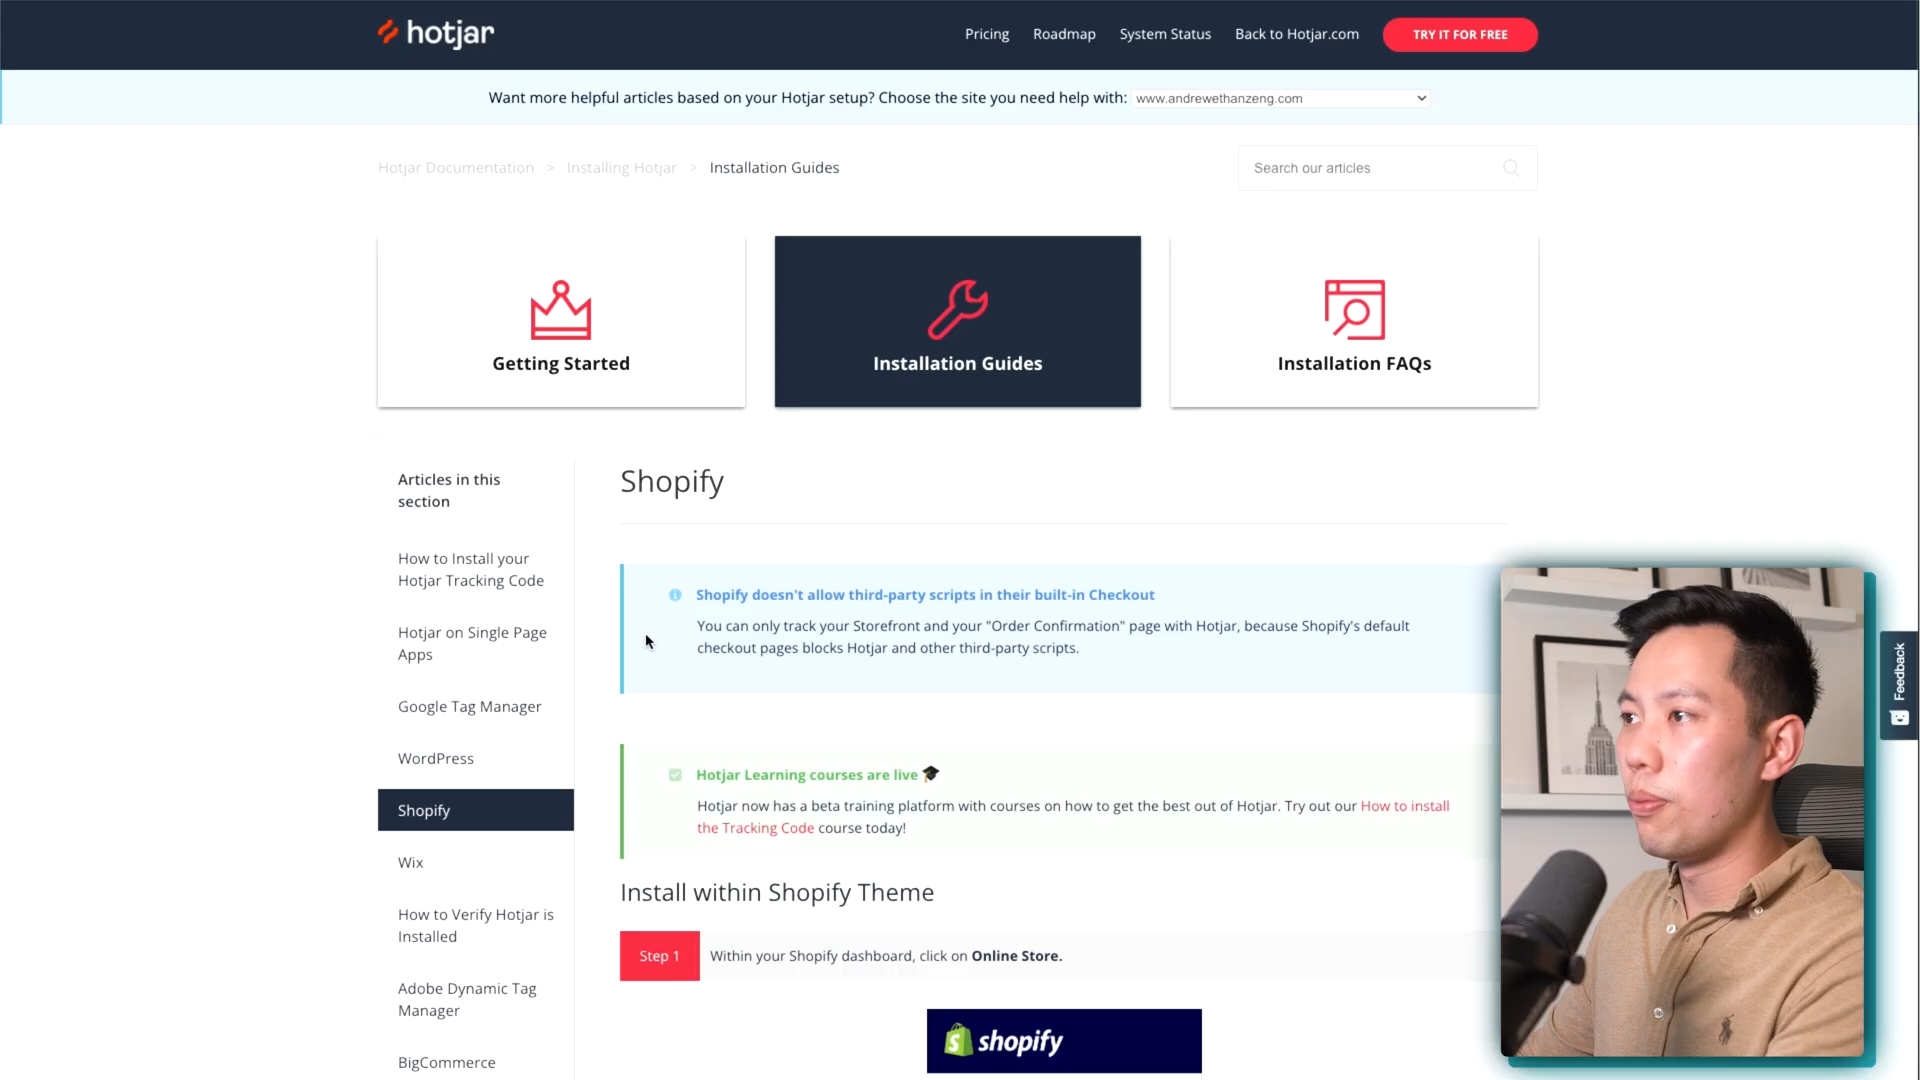 hotjar
Pricing
Roadmap
System Status
Back to Hotjar.com
TRY IT FOR FREE
Want more helpful articles based on your Hotjar setup? Choose the site you need help with: www.andrewethanzeng.com
Hotjar Documentation > Installing Hotjar > Installation Guides
Search our articles
Getting Started
Installation Guides
Installation FAQs
Articles in this
section
How to Install your
Hotjar Tracking Code
Hotjar on Single Page
Apps
Google Tag Manager
WordPress
Shopify
Wix
How to Verify Hotjar is
Installed
Adobe Dynamic Tag
Manager
BigCommerce
Shopify
Shopify doesn't allow third-party scripts in their built-in Checkout
You can only track your Storefront and your "Order Confirmation" page with Hotjar, because Shopify's default
checkout pages blocks Hotjar and other third-party scripts.
Hotjar Learning courses are live
Hotjar now has a beta training platform with courses on how to get the best out of Hotjar. Try out our How to install
the Tracking Code course today!
Install within Shopify Theme
Step 1
Within your Shopify dashboard, click on Online Store.
shopify
Feedback